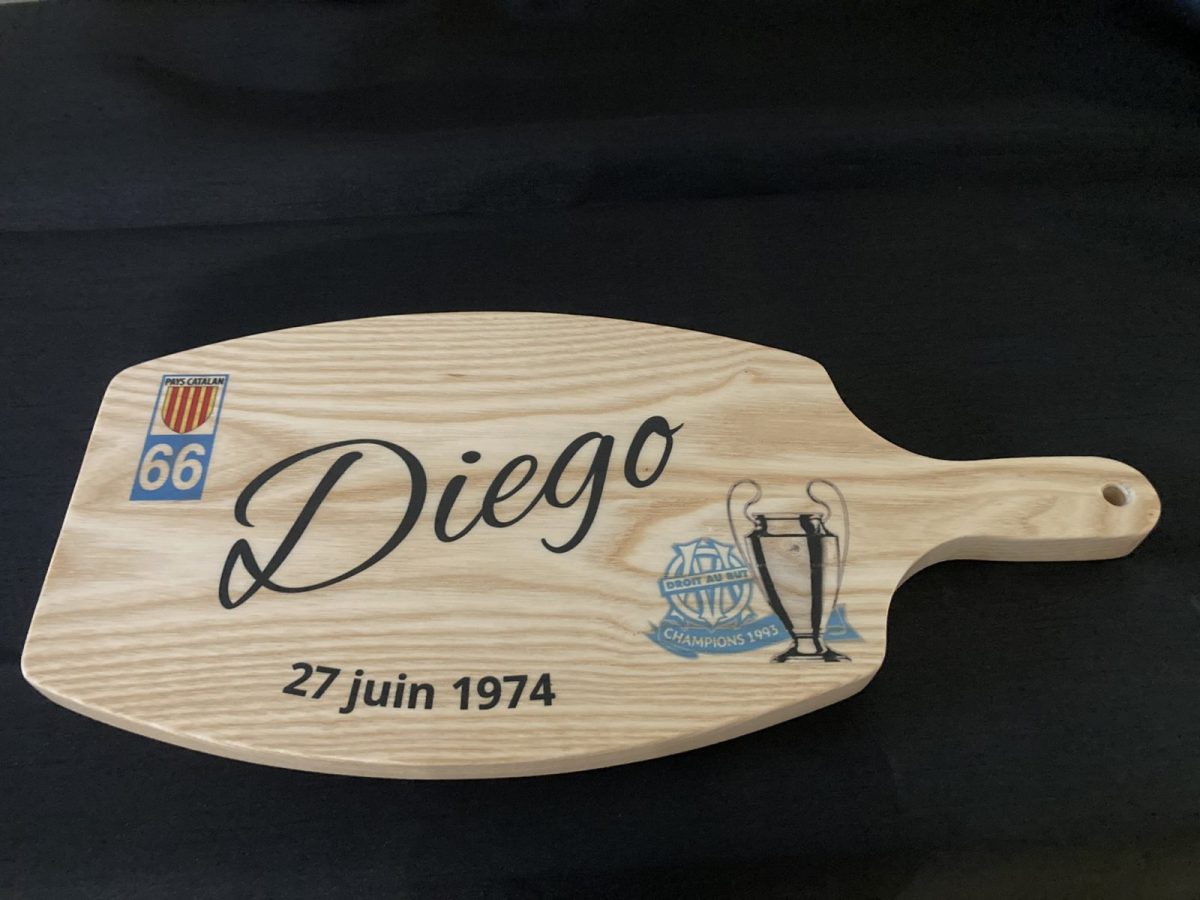 PAYS CATALAN
66
Diego
DROIT AU BUT
CHAMPIONS 1993
27 juin 1974